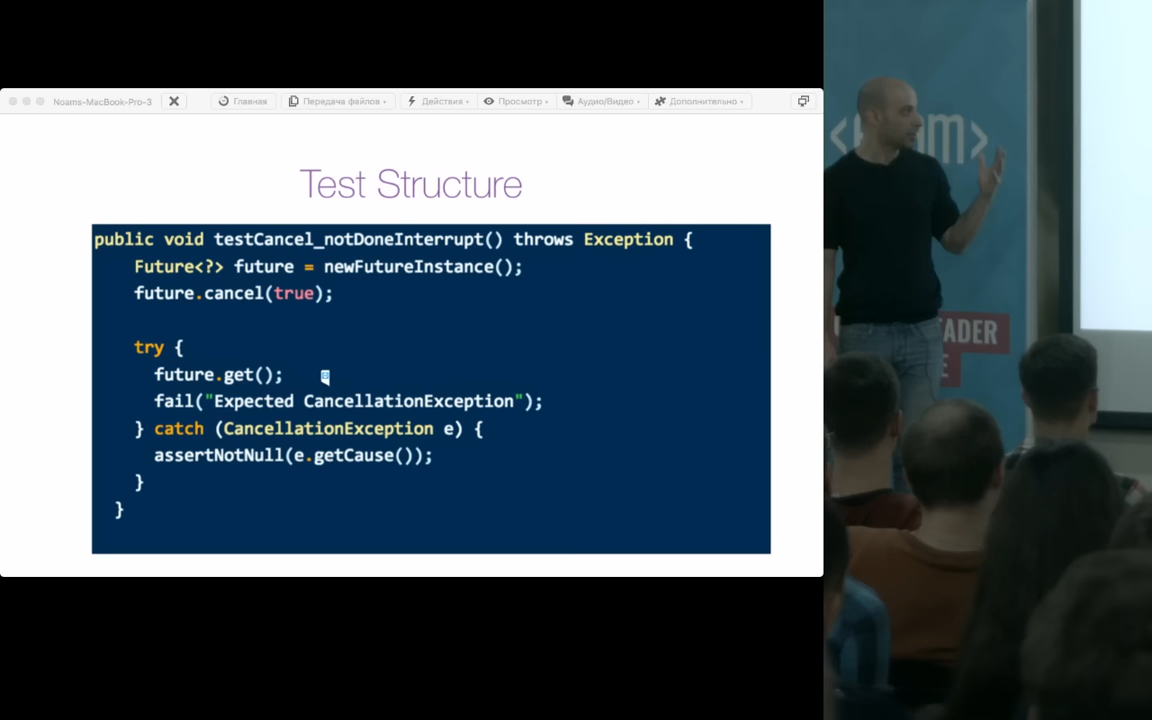 Noams-MacBook-Pro-3
Главная
Передача файлов
Действия
Просмотр
Аудио/Видео
Дополнительно
Test Structure
public void testCancel_notDoneInterrupt() throws Exception {
Future<?> future = newFutureInstance();
future.cancel(true);
try {
future.get();
fail("Expected CancellationException");
} catch (CancellationException e) {
assertNotNull(e.getCause());
}
}